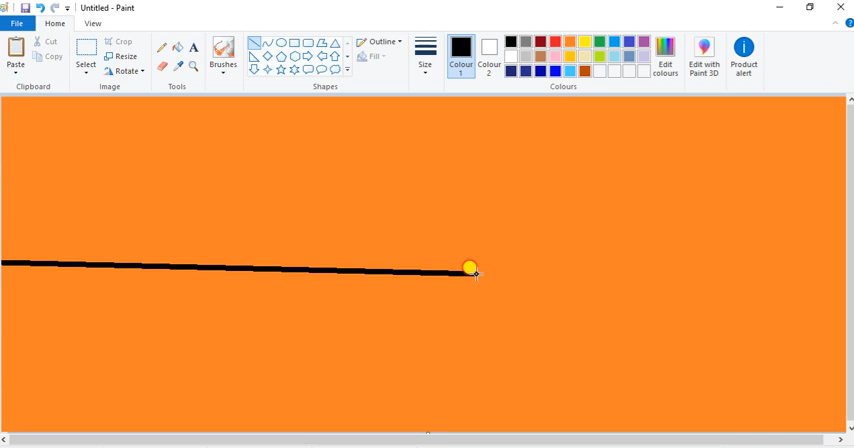 Untitled - Paint
File Home View
Paste
Cut
Copy
Clipboard
Select
Crop
Resize
Rotate
Image
A
Tools
Brushes
Shapes
Outline
Fill
Size
Colour 1
Colour 2
Edit colours
Colours
Edit with Paint 3D
Product alert